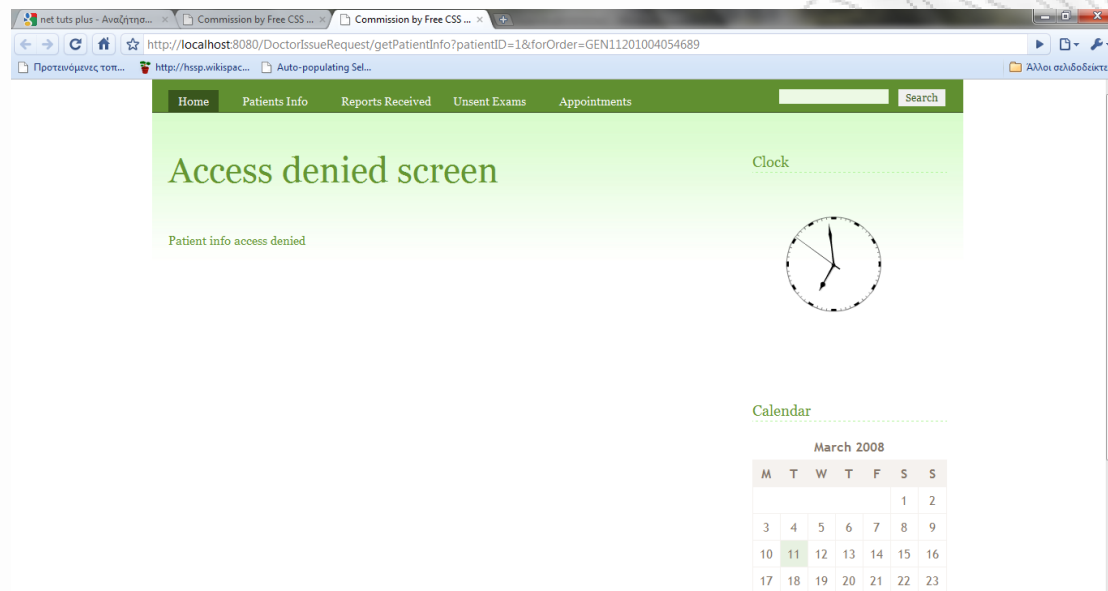 net tuts plus - Αναζήτησ...
Commission by Free CSS ...
Commission by Free CSS ...
http://localhost:8080/DoctorIssueRequest/getPatientInfo?patientID=1&forOrder=GEN11201004054689
Προτεινόμενες τοπ...
http://hssp.wikispac...
Auto-populating Sel...
Άλλοι σελιδοδείκτε
Home
Patients Info
Reports Received
Unsent Exams
Appointments
Search
Access denied screen
Patient info access denied
Clock
Calendar
March 2008
M T W T F S S
1 2
3 4 5 6 7 8 9
10 11 12 13 14 15 16
17 18 19 20 21 22 23